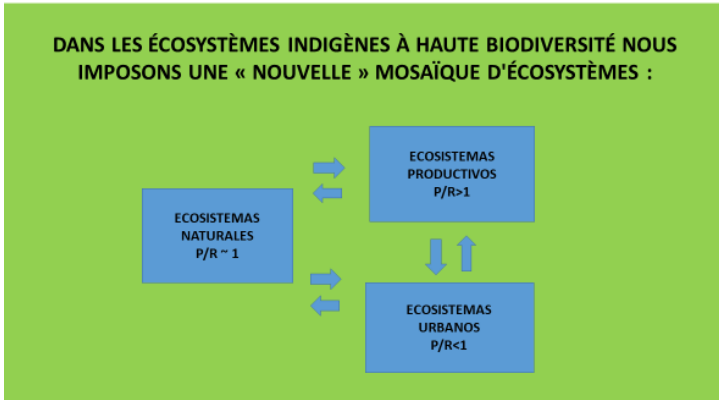 DANS LES ÉCOSYSTÈMES INDIGÈNES À HAUTE BIODIVERSITÉ NOUS
IMPOSONS UNE « NOUVELLE » MOSAÏQUE D'ÉCOSYSTÈMES :
ECOSISTEMAS
PRODUCTIVOS
P/R>1
ECOSISTEMAS
NATURALES
P/R ~ 1
ECOSISTEMAS
URBANOS
P/R<1